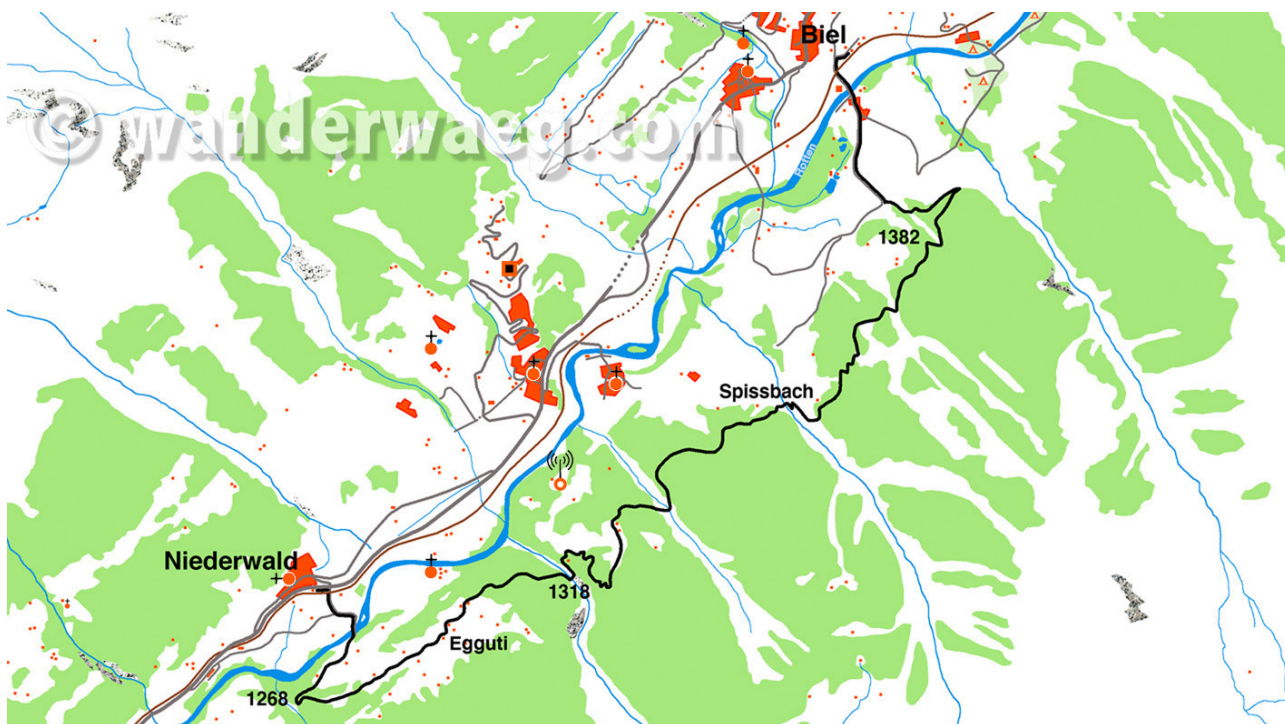 Biel
© wanderwaeg.com
Rotten
1382
Spissbach
Niederwald
1318
Egguti
1268